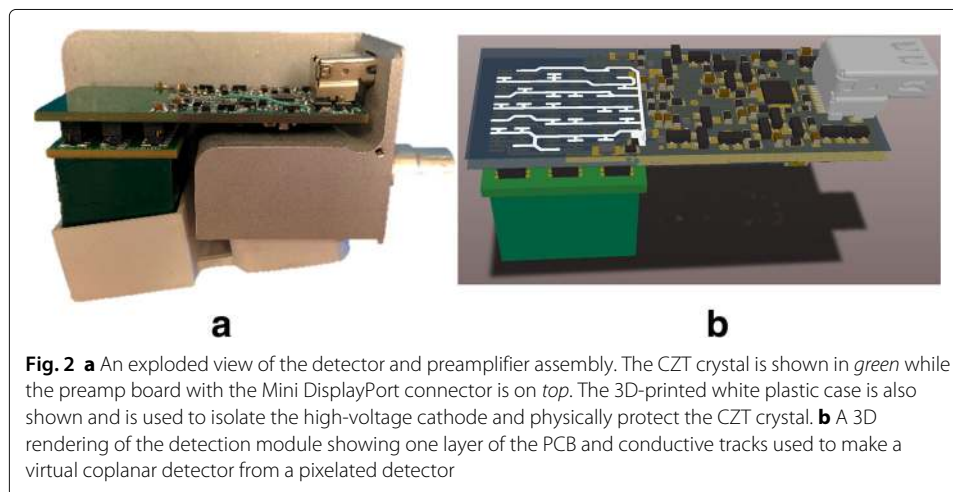 a
b
Fig. 2 a An exploded view of the detector and preamplifier assembly. The CZT crystal is shown in green while
the preamp board with the Mini DisplayPort connector is on top. The 3D-printed white plastic case is also
shown and is used to isolate the high-voltage cathode and physically protect the CZT crystal. b A 3D
rendering of the detection module showing one layer of the PCB and conductive tracks used to make a
virtual coplanar detector from a pixelated detector